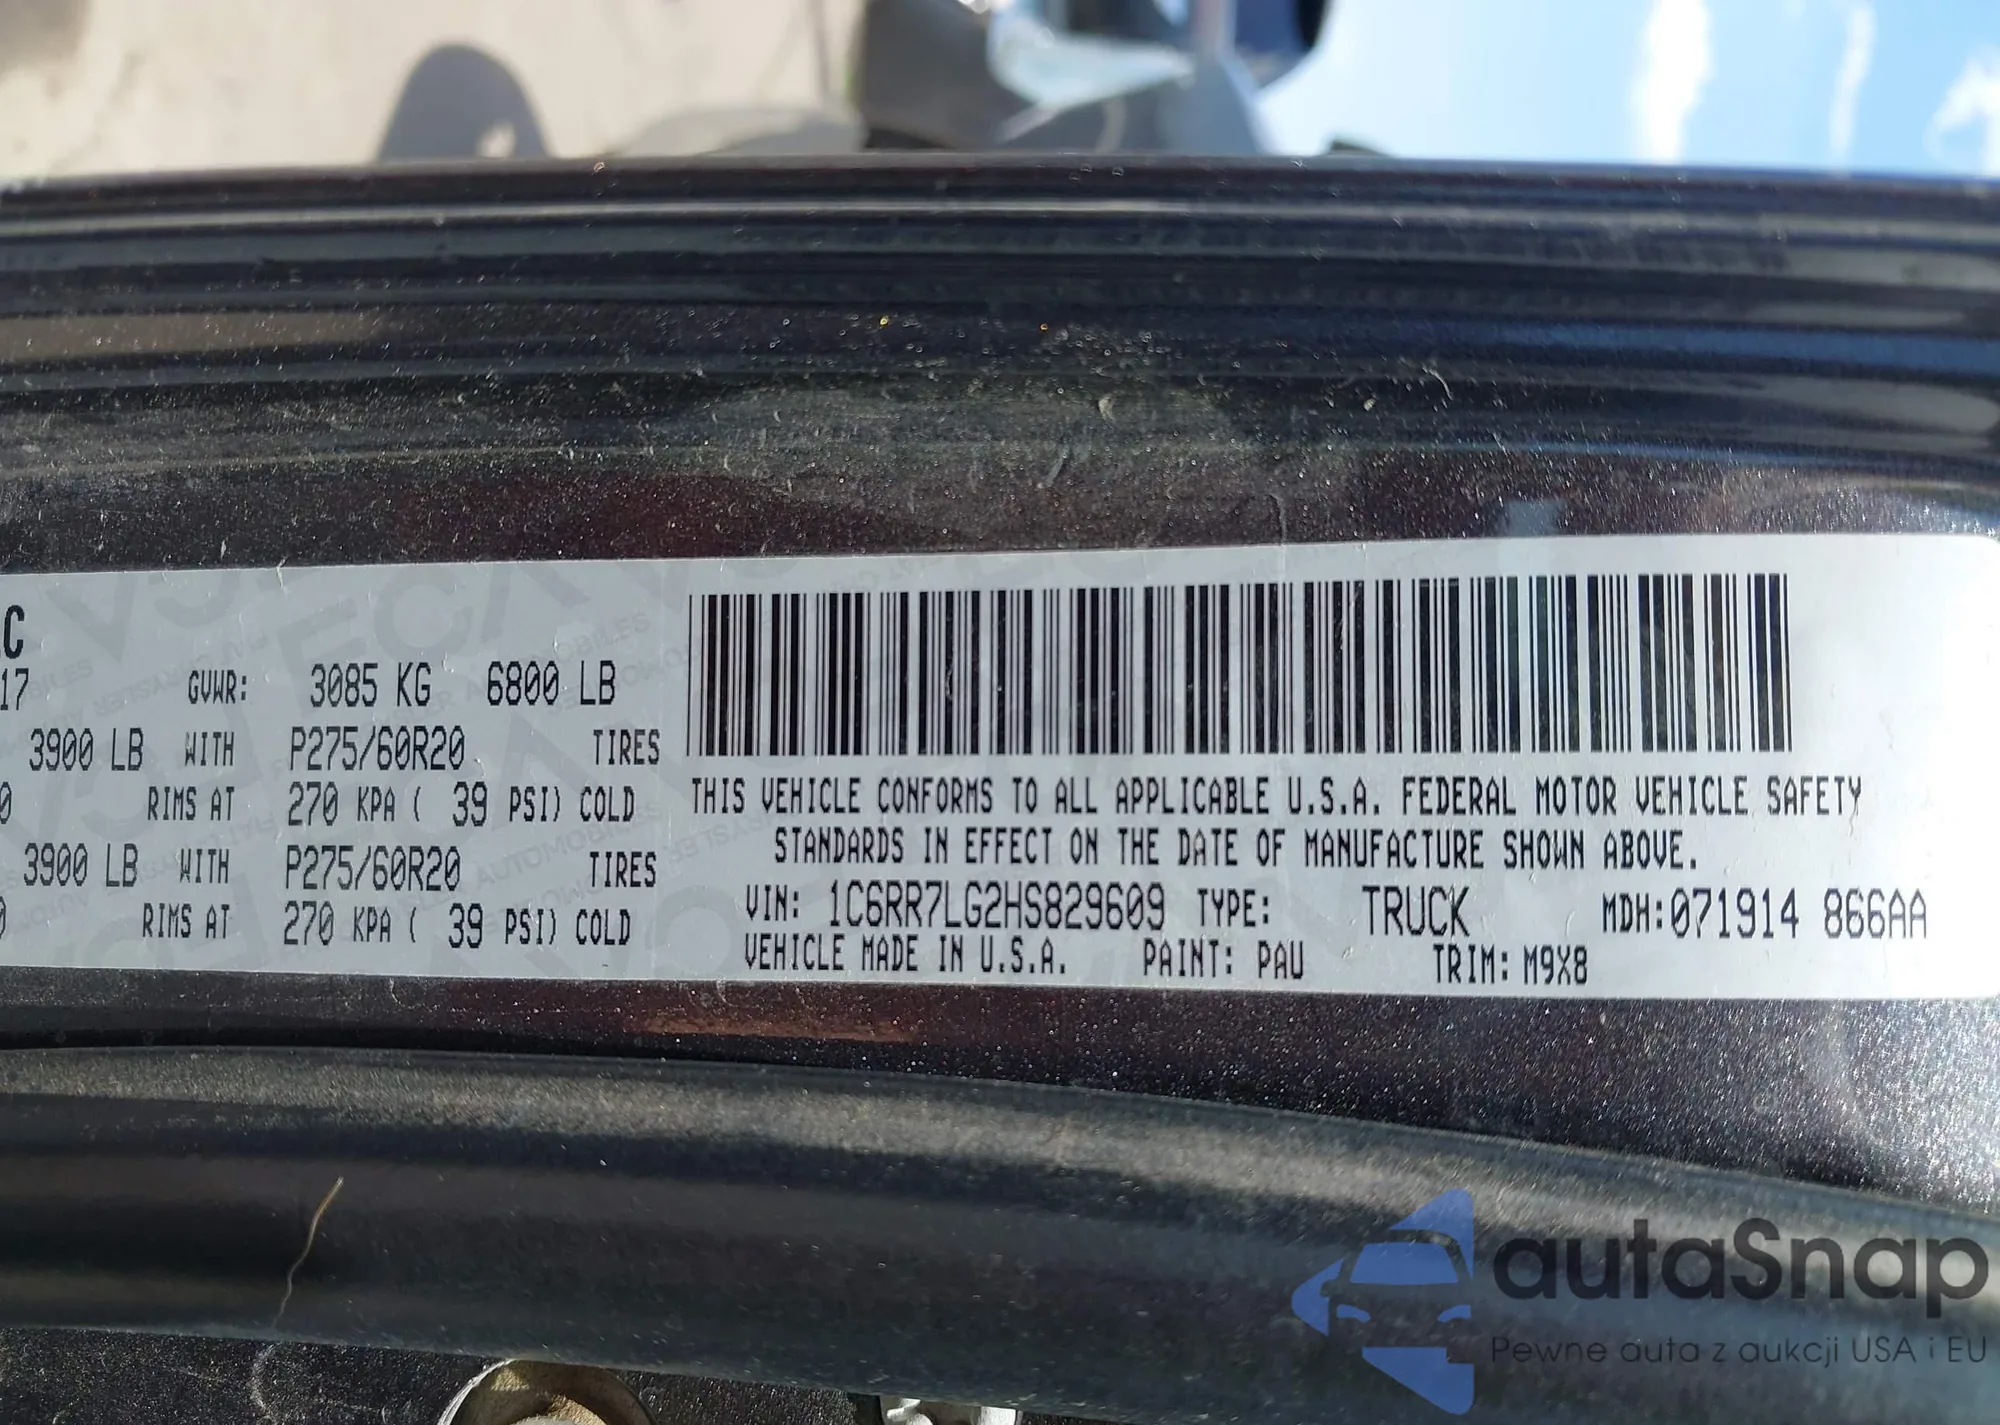 LC
17 GVWR: 3085 KG 6800 LB
3900 LB WITH P275/60R20 TIRES
0 RIMS AT 270 KPA ( 39 PSI) COLD
3900 LB WITH P275/60R20 TIRES
0 RIMS AT 270 KPA ( 39 PSI) COLD
THIS VEHICLE CONFORMS TO ALL APPLICABLE U.S.A. FEDERAL MOTOR VEHICLE SAFETY
STANDARDS IN EFFECT ON THE DATE OF MANUFACTURE SHOWN ABOVE.
VIN: 1C6RR7LG2HS829609 TYPE: TRUCK MDH:071914 866AA
VEHICLE MADE IN U.S.A. PAINT: PAU TRIM: M9X8
autaSnap
Pewne auta z aukcji USA i EU